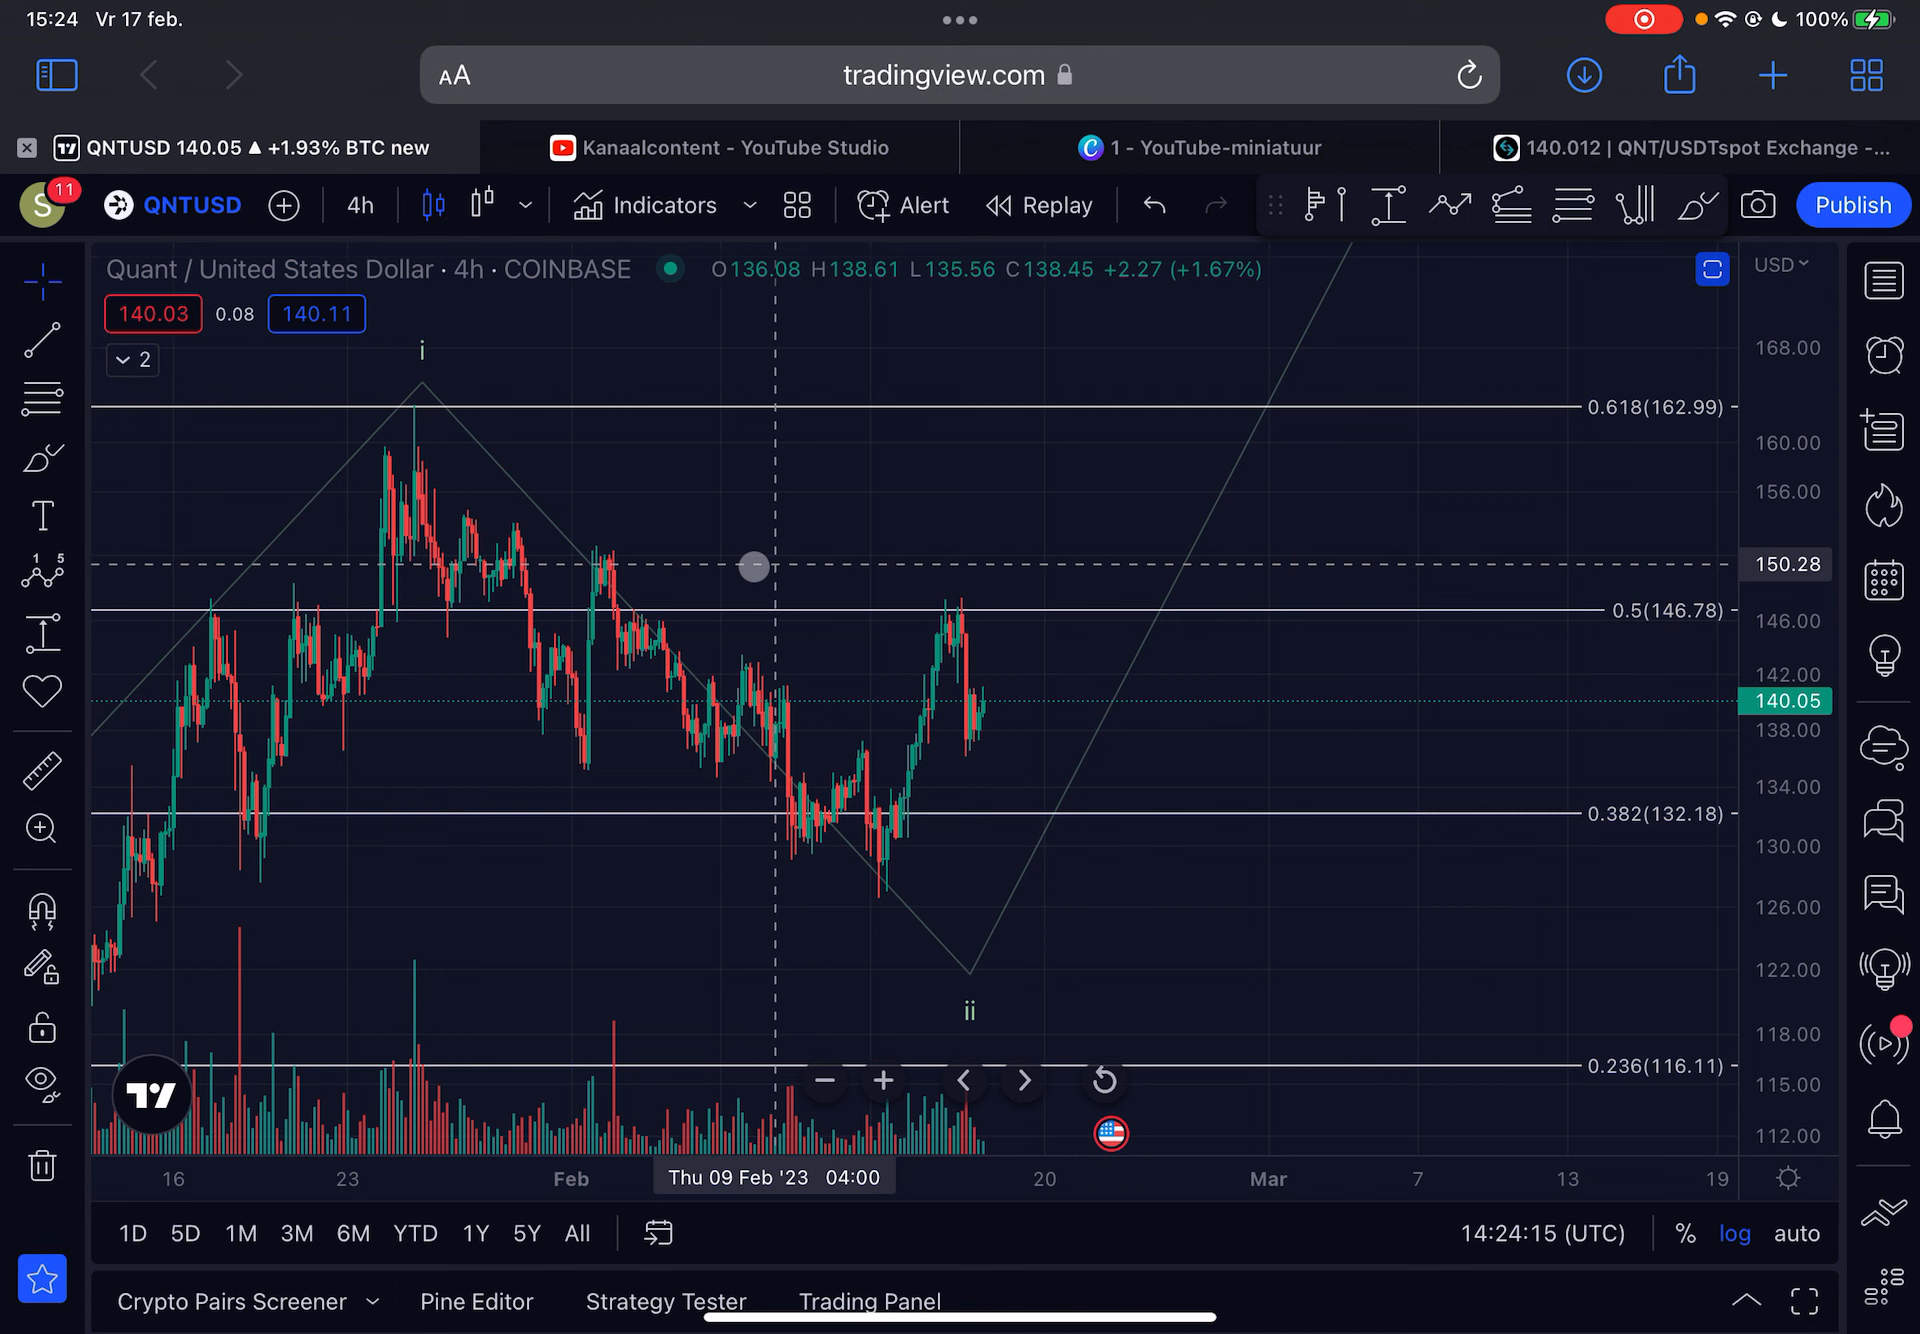 15:24 Vr 17 feb.
100%
AA tradingview.com
QNTUSD 140.05 ▲ +1.93% BTC new
Kanaalcontent - YouTube Studio
1 - YouTube-miniatuur
140.012 | QNT/USDTspot Exchange -...
S 11 QNTUSD 4h Indicators Alert Replay Publish
Quant / United States Dollar · 4h · COINBASE O136.08 H138.61 L135.56 C138.45 +2.27 (+1.67%)
USD
140.03 0.08 140.11
2
i
168.00
0.618(162.99)
160.00
156.00
150.28
0.5(146.78)
146.00
142.00
140.05
138.00
134.00
0.382(132.18)
130.00
126.00
122.00
ii
118.00
0.236(116.11)
115.00
112.00
16 23 Feb Thu 09 Feb '23 04:00 20 Mar 7 13 19
1D 5D 1M 3M 6M YTD 1Y 5Y All 14:24:15 (UTC) % log auto
Crypto Pairs Screener Pine Editor Strategy Tester Trading Panel